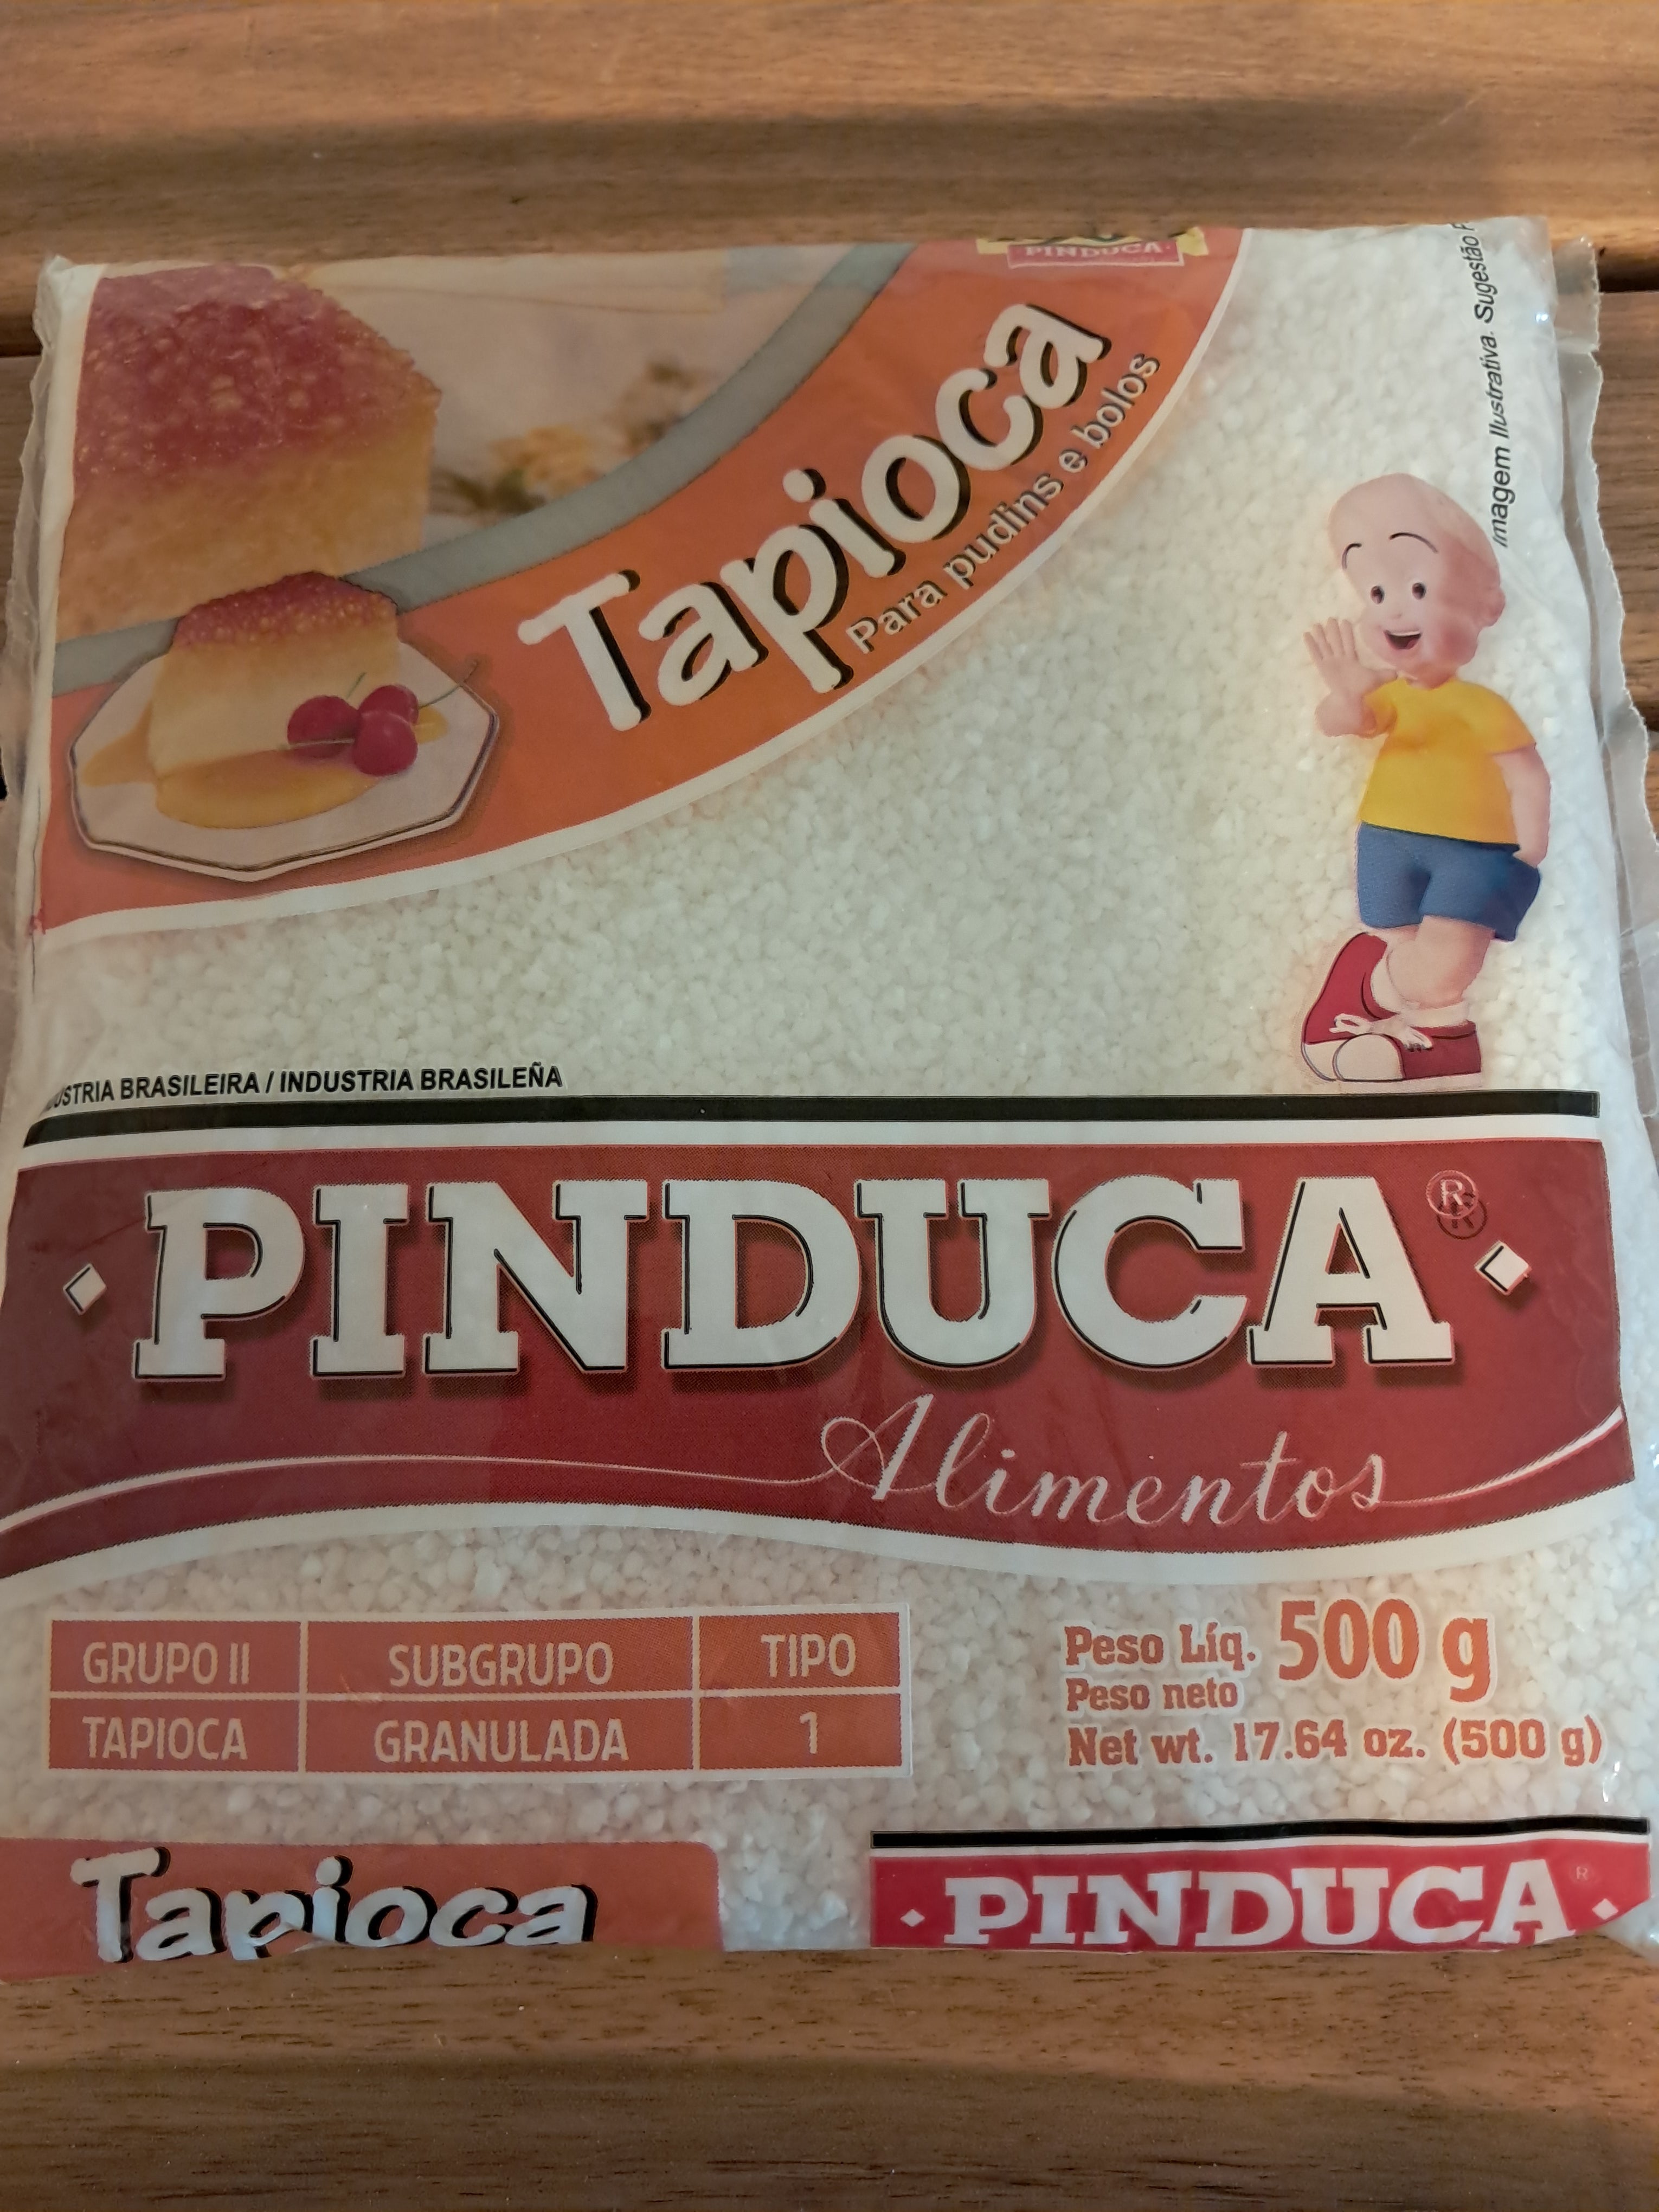 PINDUCA
Tapioca
Para pudins e bolos
Imagem Ilustrativa. Sugestão
BRASILEIRA / INDUSTRIA BRASILEÑA
PINDUCA®
Alimentos
GRUPO II SUBGRUPO TIPO
TAPIOCA GRANULADA 1
Peso Líq. 500 g
Peso neto
Net wt. 17.64 oz. (500 g)
Tapioca
PINDUCA®